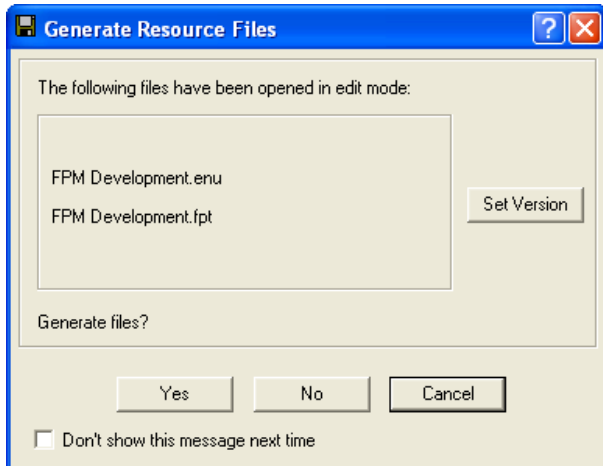 Generate Resource Files
The following files have been opened in edit mode:
FPM Development.enu
FPM Development.fpt
Set Version
Generate files?
Yes No Cancel
Don't show this message next time